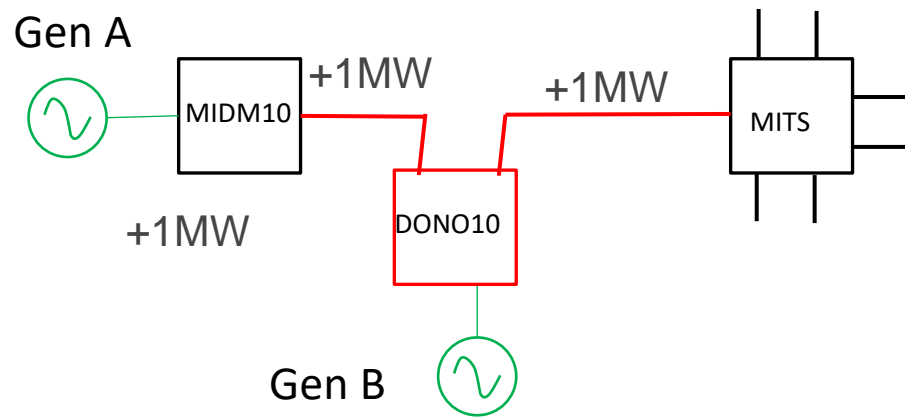 Gen A
+1MW
+1MW
MIDM10
MITS
+1MW
DONO10
Gen B